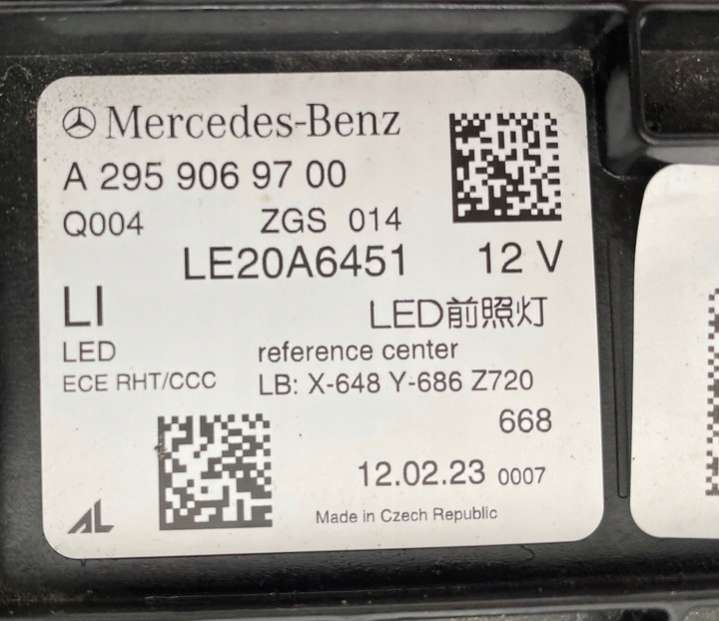 Mercedes-Benz
A 295 906 97 00
Q004 ZGS 014
LE20A6451 12 V
LI LED前照灯
LED reference center
ECE RHT/CCC LB: X-648 Y-686 Z720
668
12.02.23 0007
AL Made in Czech Republic